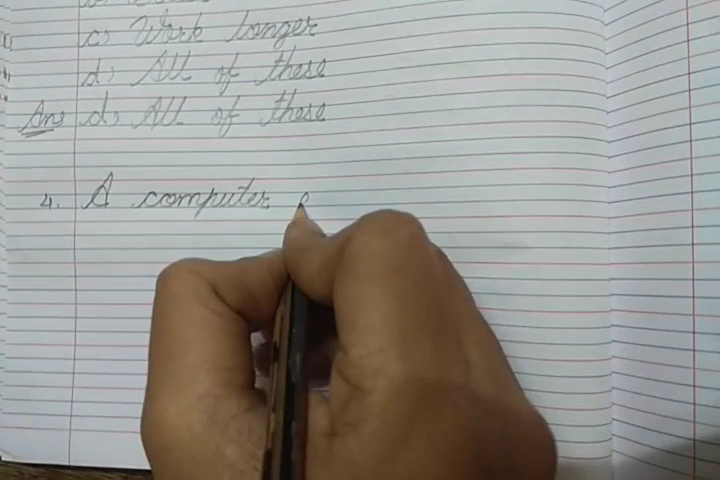 c, Work longer
d, All of these
Ans d, All of these
4. A computer